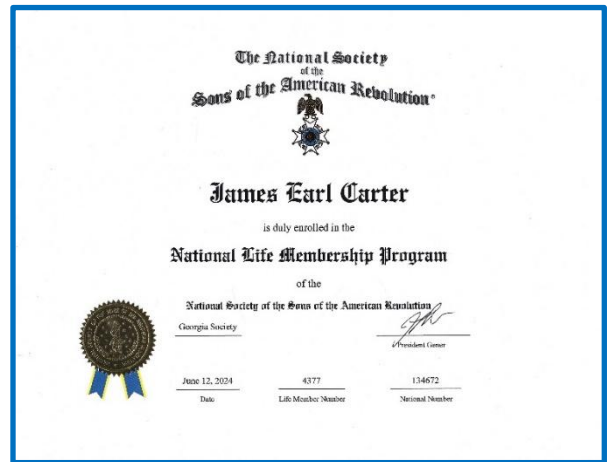 The National Society
of the
Sons of the American Revolution®
James Earl Carter
is duly enrolled in the
National Life Membership Program
of the
National Society of the Sons of the American Revolution
Georgia Society
President General
June 12, 2024
4377
134672
Date
Life Member Number
National Number